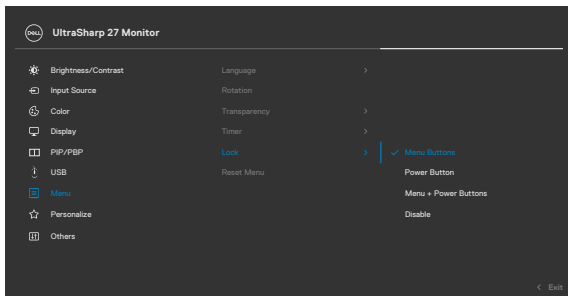 DELL UltraSharp 27 Monitor
Brightness/Contrast Language >
Input Source Rotation
Color Transparency >
Display Timer >
PIP/PBP Lock > ✓ Menu Buttons
USB Reset Menu Power Button
Menu Menu + Power Buttons
Personalize Disable
Others
< Exit